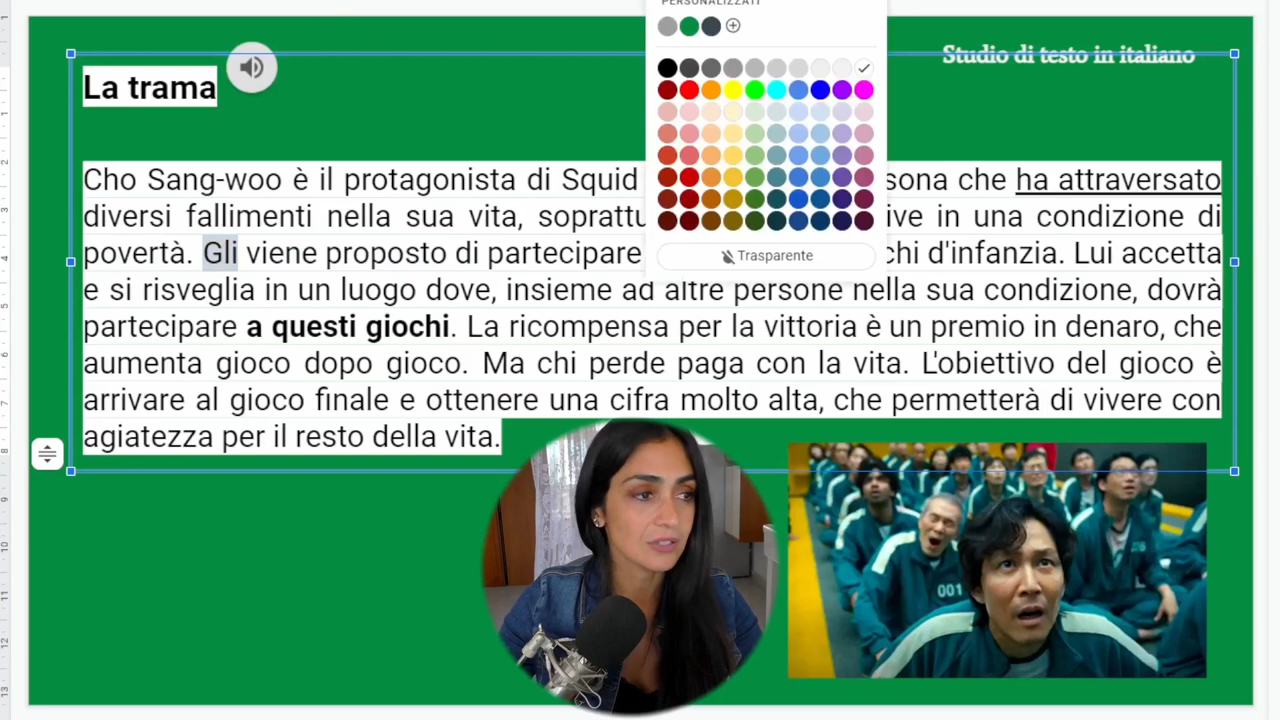 PERSONALIZZATI
Studio di testo in italiano
La trama
Cho Sang-woo è il protagonista di Squid sona che ha attraversato
diversi fallimenti nella sua vita, soprattu ive in una condizione di
povertà. Gli viene proposto di partecipare chi d'infanzia. Lui accetta
Trasparente
e si risveglia in un luogo dove, insieme ad altre persone nella sua condizione, dovrà
partecipare a questi giochi. La ricompensa per la vittoria è un premio in denaro, che
aumenta gioco dopo gioco. Ma chi perde paga con la vita. L'obiettivo del gioco è
arrivare al gioco finale e ottenere una cifra molto alta, che permetterà di vivere con
agiatezza per il resto della vita.
001